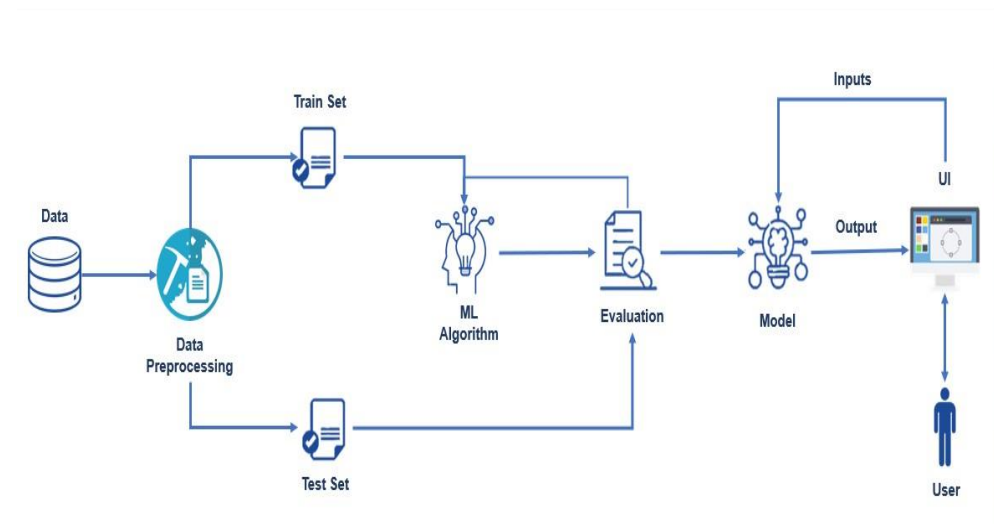 Inputs
Train Set
UI
Data
Output
ML
Algorithm
Evaluation
Model
Data
Preprocessing
Test Set
User